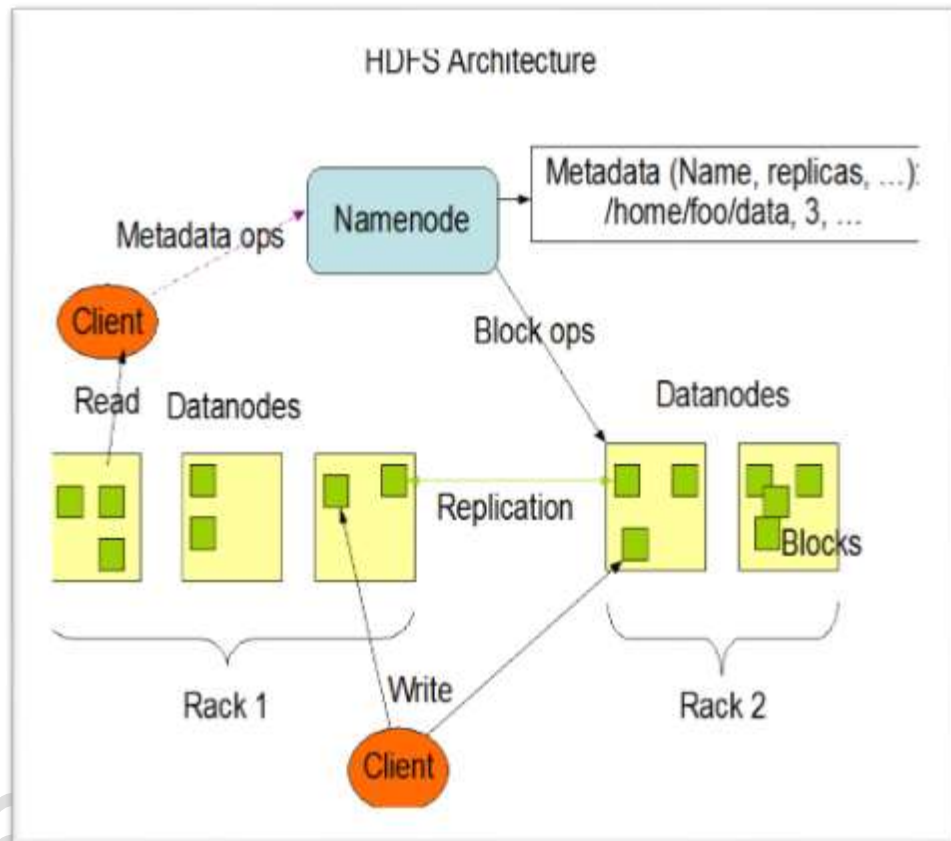 HDFS Architecture
Metadata (Name, replicas, ...):
/home/foo/data, 3, ...
Namenode
Metadata ops
Client
Block ops
Read
Datanodes
Datanodes
Replication
Blocks
Rack 1
Write
Rack 2
Client